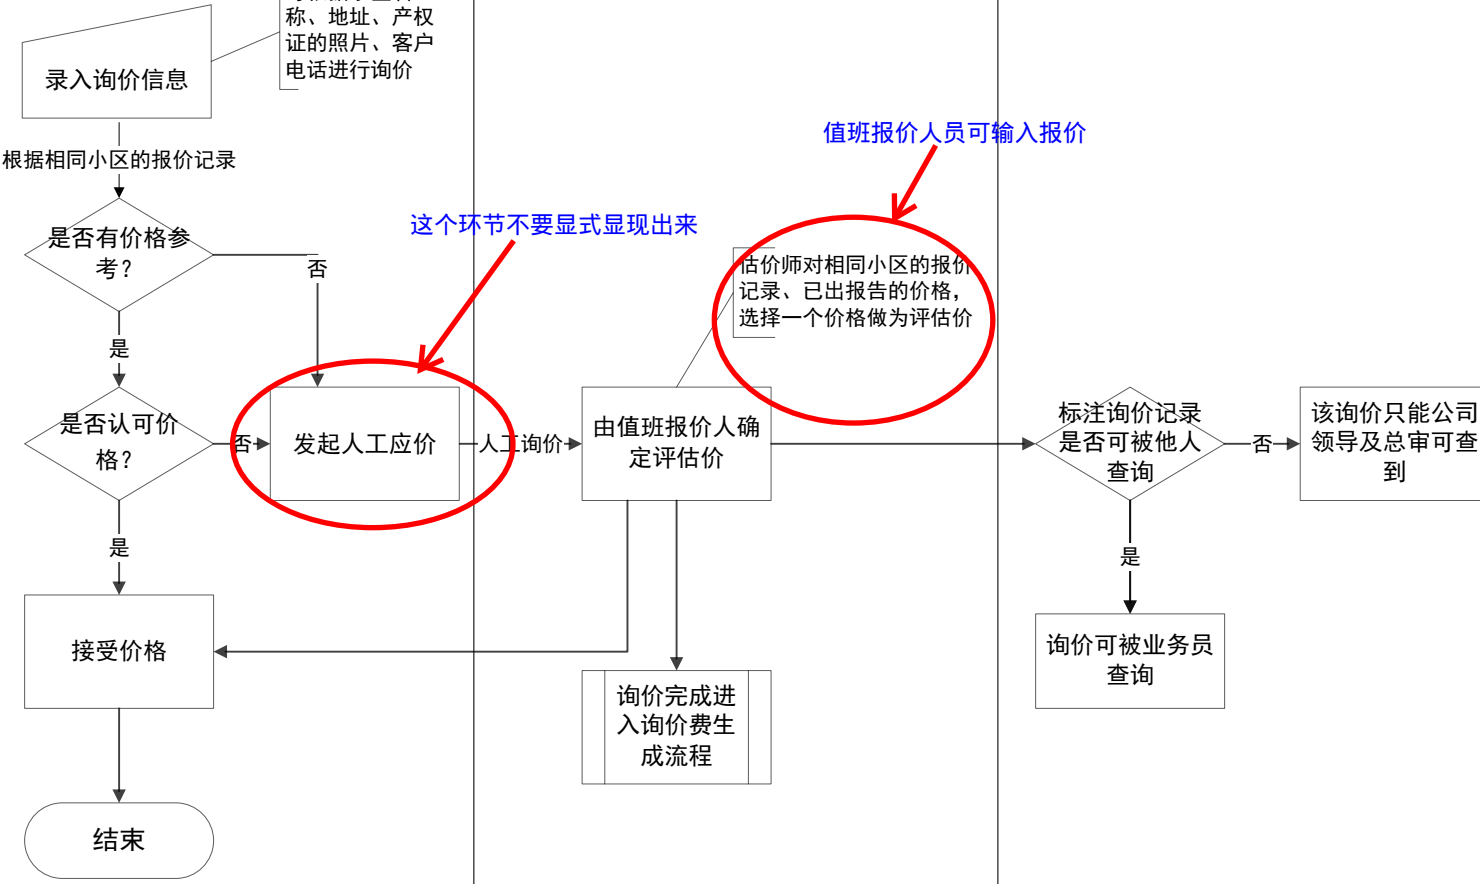 称、地址、产权
证的照片、客户
电话进行询价
录入询价信息
值班报价人员可输入报价
根据相同小区的报价记录
这个环节不要显式显现出来
是否有价格参
考?
否
估价师对相同小区的报价
记录、已出报告的价格,
选择一个价格做为评估价
是
是否认可价
格?
否
发起人工应价
人工询价
由值班报价人确
定评估价
标注询价记录
是否可被他人
查询
否
该询价只能公司
领导及总审可查
到
是
是
接受价格
询价可被业务员
查询
询价完成进
入询价费生
成流程
结束